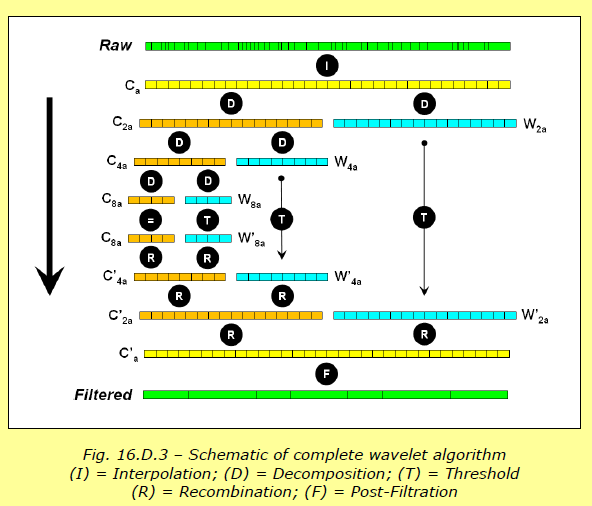 Raw
I
Ca
D D
C2a W2a
D D
C4a W4a
D D
C8a W8a
= T T T
C8a W'8a
R R
C'4a W'4a
R R
C'2a W'2a
R R
C'a
F
Filtered
Fig. 16.D.3 – Schematic of complete wavelet algorithm
(I) = Interpolation; (D) = Decomposition; (T) = Threshold
(R) = Recombination; (F) = Post-Filtration